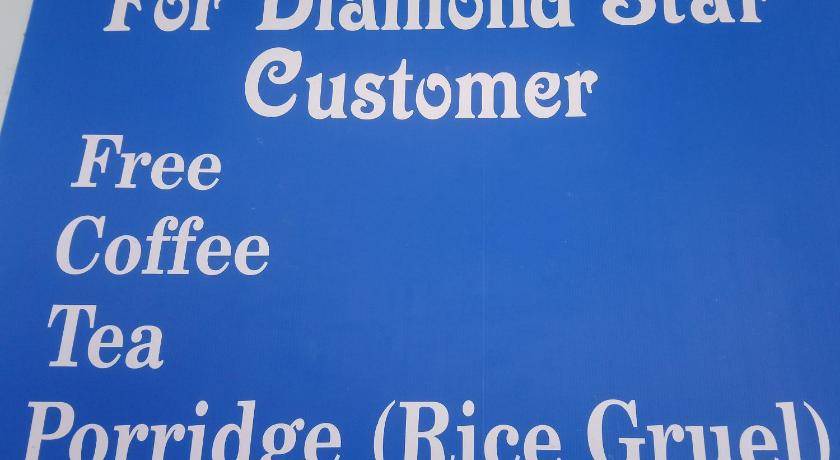 For Diamond Star
Customer
Free
Coffee
Tea
Porridge (Rice Gruel)